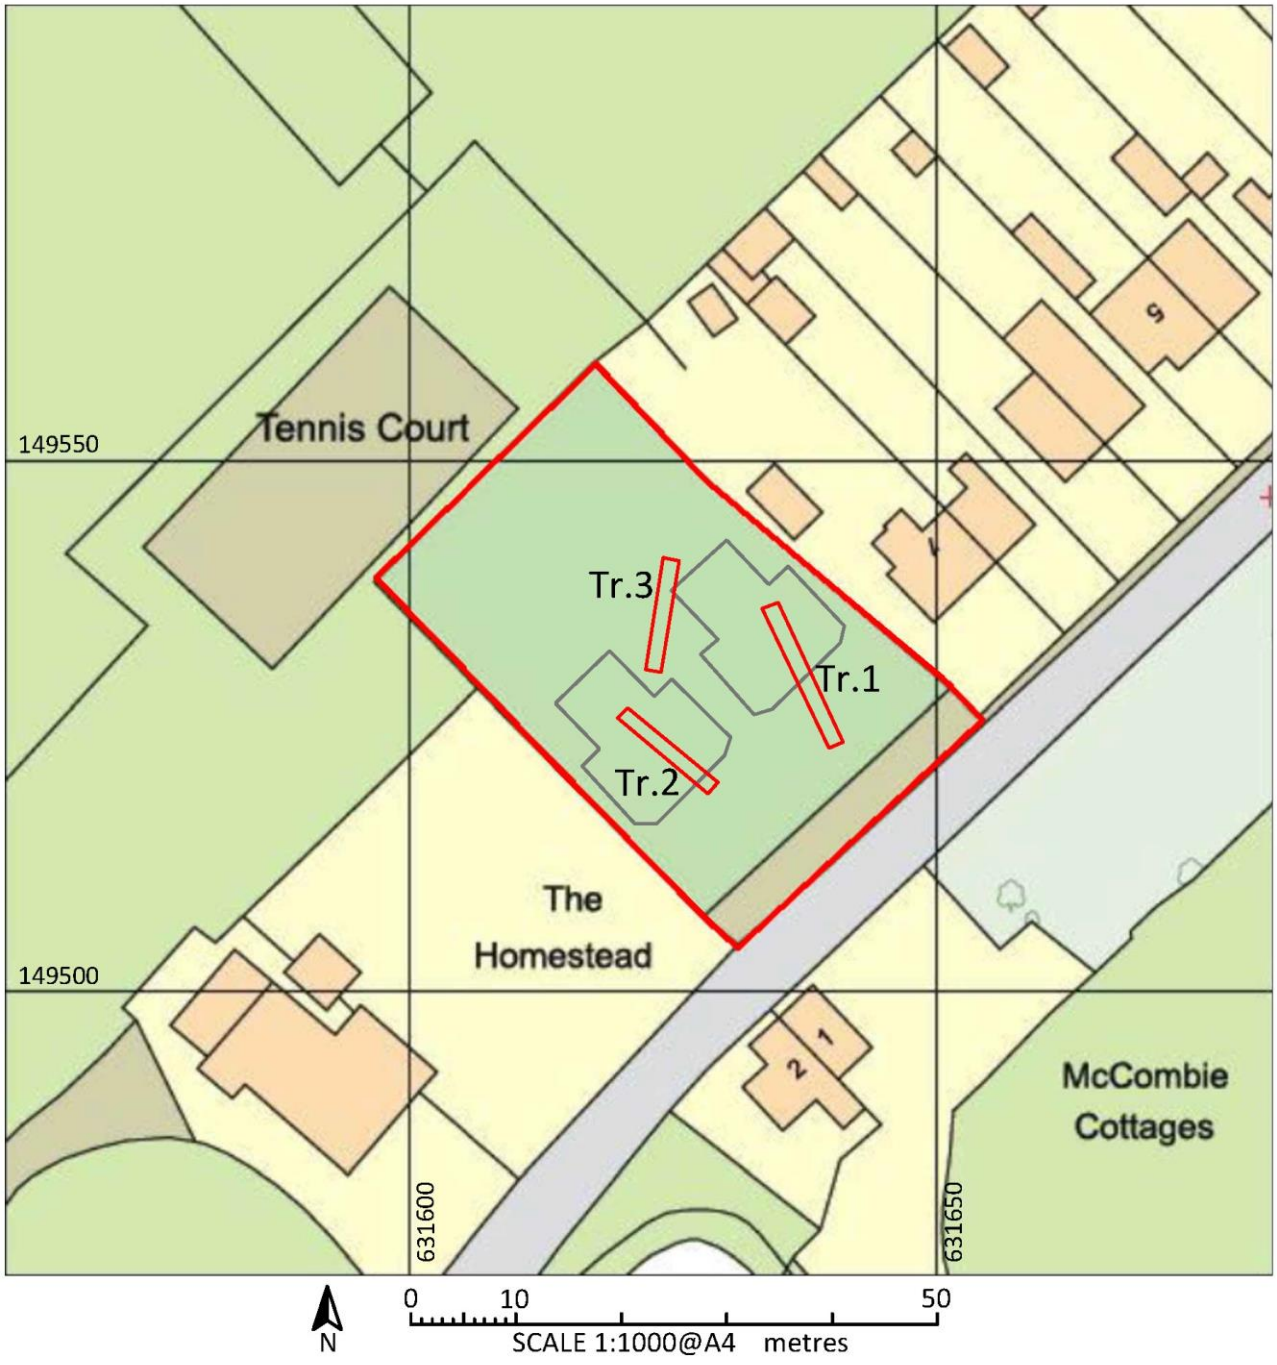 5
Tennis Court
149550
1
Tr.3
Tr.1
Tr.2
The
Homestead
149500
1
2
McCombie
Cottages
631600
631650
0 10 50
N
SCALE 1:1000@A4 metres